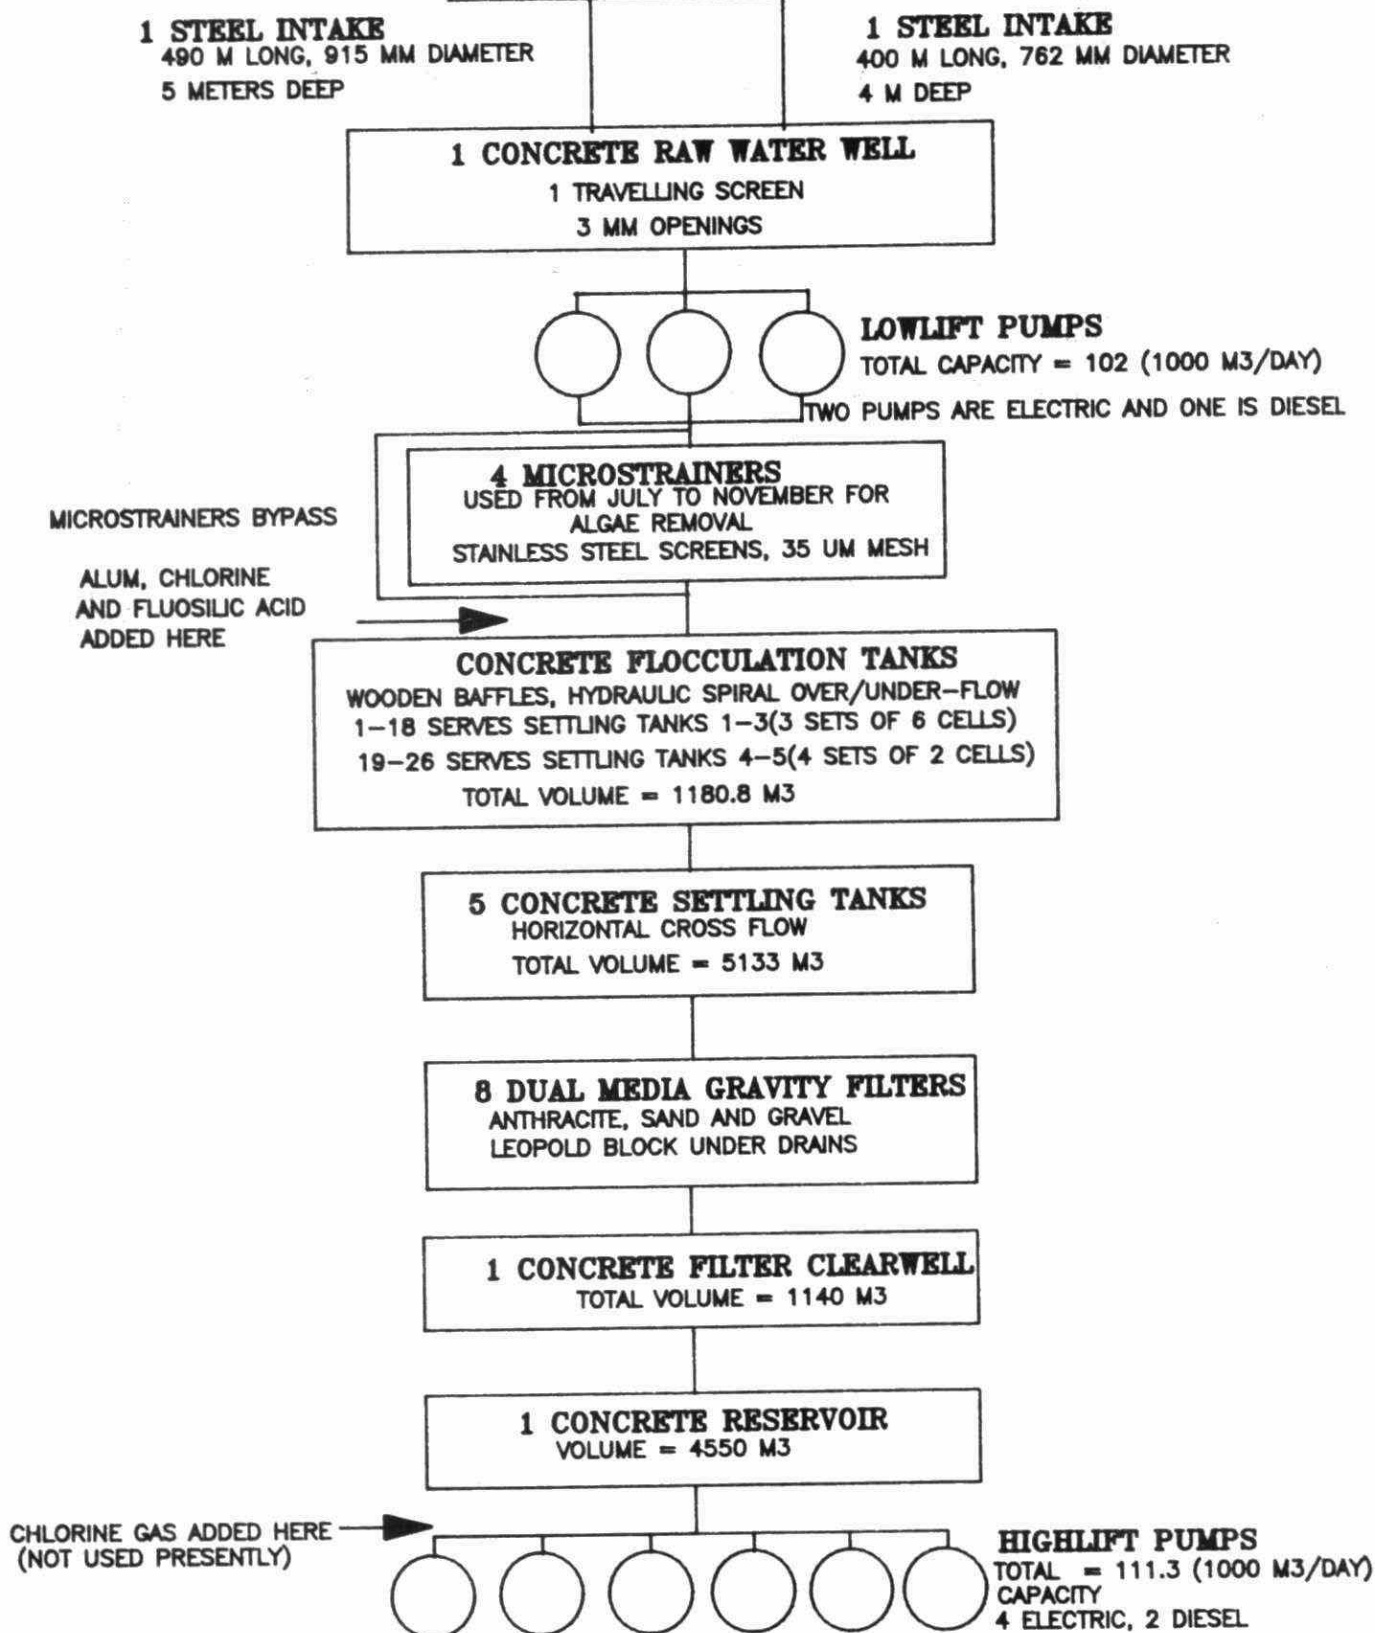 1 STEEL INTAKE
490 M LONG, 915 MM DIAMETER
5 METERS DEEP
1 STEEL INTAKE
400 M LONG, 762 MM DIAMETER
4 M DEEP
1 CONCRETE RAW WATER WELL
1 TRAVELLING SCREEN
3 MM OPENINGS
LOWLIFT PUMPS
TOTAL CAPACITY = 102 (1000 M3/DAY)
TWO PUMPS ARE ELECTRIC AND ONE IS DIESEL
4 MICROSTRAINERS
USED FROM JULY TO NOVEMBER FOR
ALGAE REMOVAL
STAINLESS STEEL SCREENS, 35 UM MESH
MICROSTRAINERS BYPASS
ALUM, CHLORINE
AND FLUOSILIC ACID
ADDED HERE
CONCRETE FLOCCULATION TANKS
WOODEN BAFFLES, HYDRAULIC SPIRAL OVER/UNDER-FLOW
1-18 SERVES SETTLING TANKS 1-3(3 SETS OF 6 CELLS)
19-26 SERVES SETTLING TANKS 4-5(4 SETS OF 2 CELLS)
TOTAL VOLUME = 1180.8 M3
5 CONCRETE SETTLING TANKS
HORIZONTAL CROSS FLOW
TOTAL VOLUME = 5133 M3
8 DUAL MEDIA GRAVITY FILTERS
ANTHRACITE, SAND AND GRAVEL
LEOPOLD BLOCK UNDER DRAINS
1 CONCRETE FILTER CLEARWELL
TOTAL VOLUME = 1140 M3
1 CONCRETE RESERVOIR
VOLUME = 4550 M3
CHLORINE GAS ADDED HERE
(NOT USED PRESENTLY)
HIGHLIFT PUMPS
TOTAL = 111.3 (1000 M3/DAY)
CAPACITY
4 ELECTRIC, 2 DIESEL